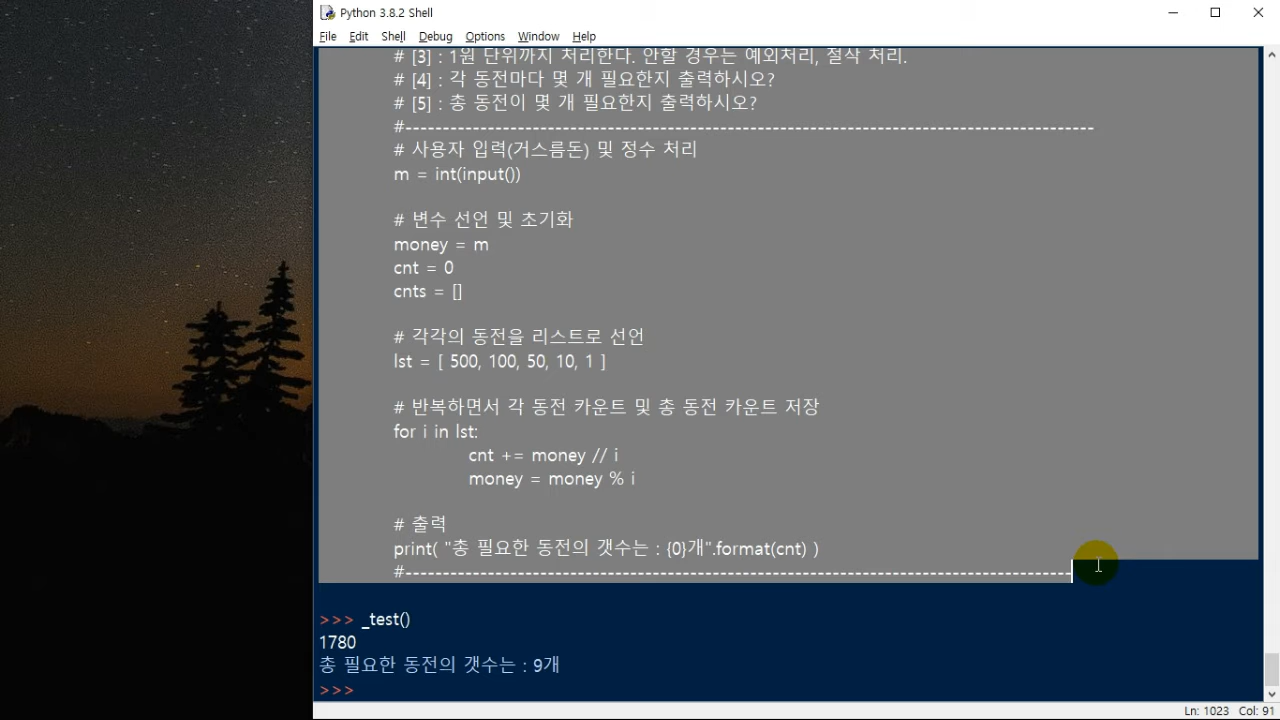 Python 3.8.2 Shell
File Edit Shell Debug Options Window Help
# [3] : 1원 단위까지 처리한다. 안할 경우는 예외처리, 절삭 처리.
# [4] : 각 동전마다 몇 개 필요한지 출력하시오?
# [5] : 총 동전이 몇 개 필요한지 출력하시오?
#------------------------------------------------------------------------------------------
# 사용자 입력(거스름돈) 및 정수 처리
m = int(input())
# 변수 선언 및 초기화
money = m
cnt = 0
cnts = []
# 각각의 동전을 리스트로 선언
lst = [ 500, 100, 50, 10, 1 ]
# 반복하면서 각 동전 카운트 및 총 동전 카운트 저장
for i in lst:
cnt += money // i
money = money % i
# 출력
print( "총 필요한 동전의 갯수는 : {0}개".format(cnt) )
#---------------------------------------------------------------------------------------
>>> _test()
1780
총 필요한 동전의 갯수는 : 9개
>>>
Ln: 1023 Col: 91